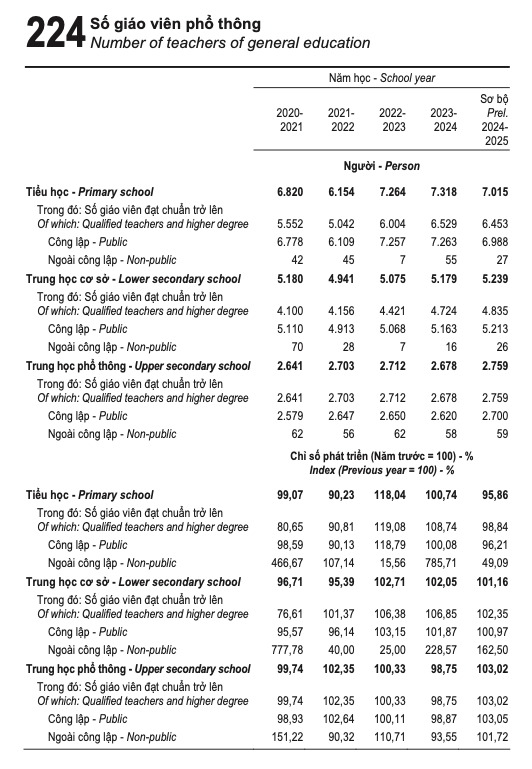 224 Số giáo viên phổ thông
Number of teachers of general education
Năm học - School year
2020-2021 2021-2022 2022-2023 2023-2024 Sơ bộ Prel. 2024-2025
Người - Person
Tiểu học - Primary school 6.820 6.154 7.264 7.318 7.015
Trong đó: Số giáo viên đạt chuẩn trở lên
Of which: Qualified teachers and higher degree 5.552 5.042 6.004 6.529 6.453
Công lập - Public 6.778 6.109 7.257 7.263 6.988
Ngoài công lập - Non-public 42 45 7 55 27
Trung học cơ sở - Lower secondary school 5.180 4.941 5.075 5.179 5.239
Trong đó: Số giáo viên đạt chuẩn trở lên
Of which: Qualified teachers and higher degree 4.100 4.156 4.421 4.724 4.835
Công lập - Public 5.110 4.913 5.068 5.163 5.213
Ngoài công lập - Non-public 70 28 7 16 26
Trung học phổ thông - Upper secondary school 2.641 2.703 2.712 2.678 2.759
Trong đó: Số giáo viên đạt chuẩn trở lên
Of which: Qualified teachers and higher degree 2.641 2.703 2.712 2.678 2.759
Công lập - Public 2.579 2.647 2.650 2.620 2.700
Ngoài công lập - Non-public 62 56 62 58 59
Chỉ số phát triển (Năm trước = 100) - %
Index (Previous year = 100) - %
Tiểu học - Primary school 99,07 90,23 118,04 100,74 95,86
Trong đó: Số giáo viên đạt chuẩn trở lên
Of which: Qualified teachers and higher degree 80,65 90,81 119,08 108,74 98,84
Công lập - Public 98,59 90,13 118,79 100,08 96,21
Ngoài công lập - Non-public 466,67 107,14 15,56 785,71 49,09
Trung học cơ sở - Lower secondary school 96,71 95,39 102,71 102,05 101,16
Trong đó: Số giáo viên đạt chuẩn trở lên
Of which: Qualified teachers and higher degree 76,61 101,37 106,38 106,85 102,35
Công lập - Public 95,57 96,14 103,15 101,87 100,97
Ngoài công lập - Non-public 777,78 40,00 25,00 228,57 162,50
Trung học phổ thông - Upper secondary school 99,74 102,35 100,33 98,75 103,02
Trong đó: Số giáo viên đạt chuẩn trở lên
Of which: Qualified teachers and higher degree 99,74 102,35 100,33 98,75 103,02
Công lập - Public 98,93 102,64 100,11 98,87 103,05
Ngoài công lập - Non-public 151,22 90,32 110,71 93,55 101,72